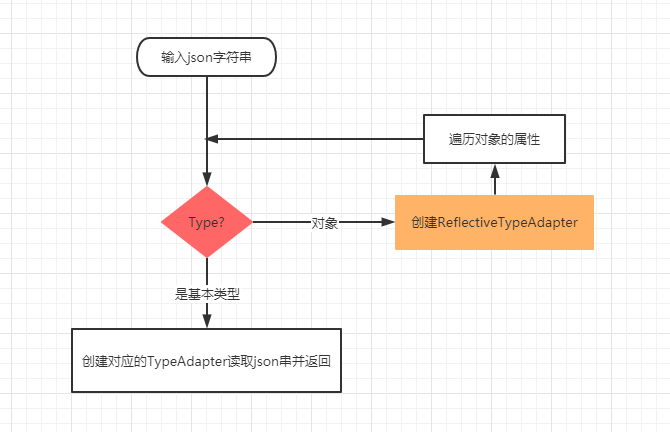 输入json字符串
遍历对象的属性
Type?
对象
创建ReflectiveTypeAdapter
是基本类型
创建对应的TypeAdapter读取json串并返回